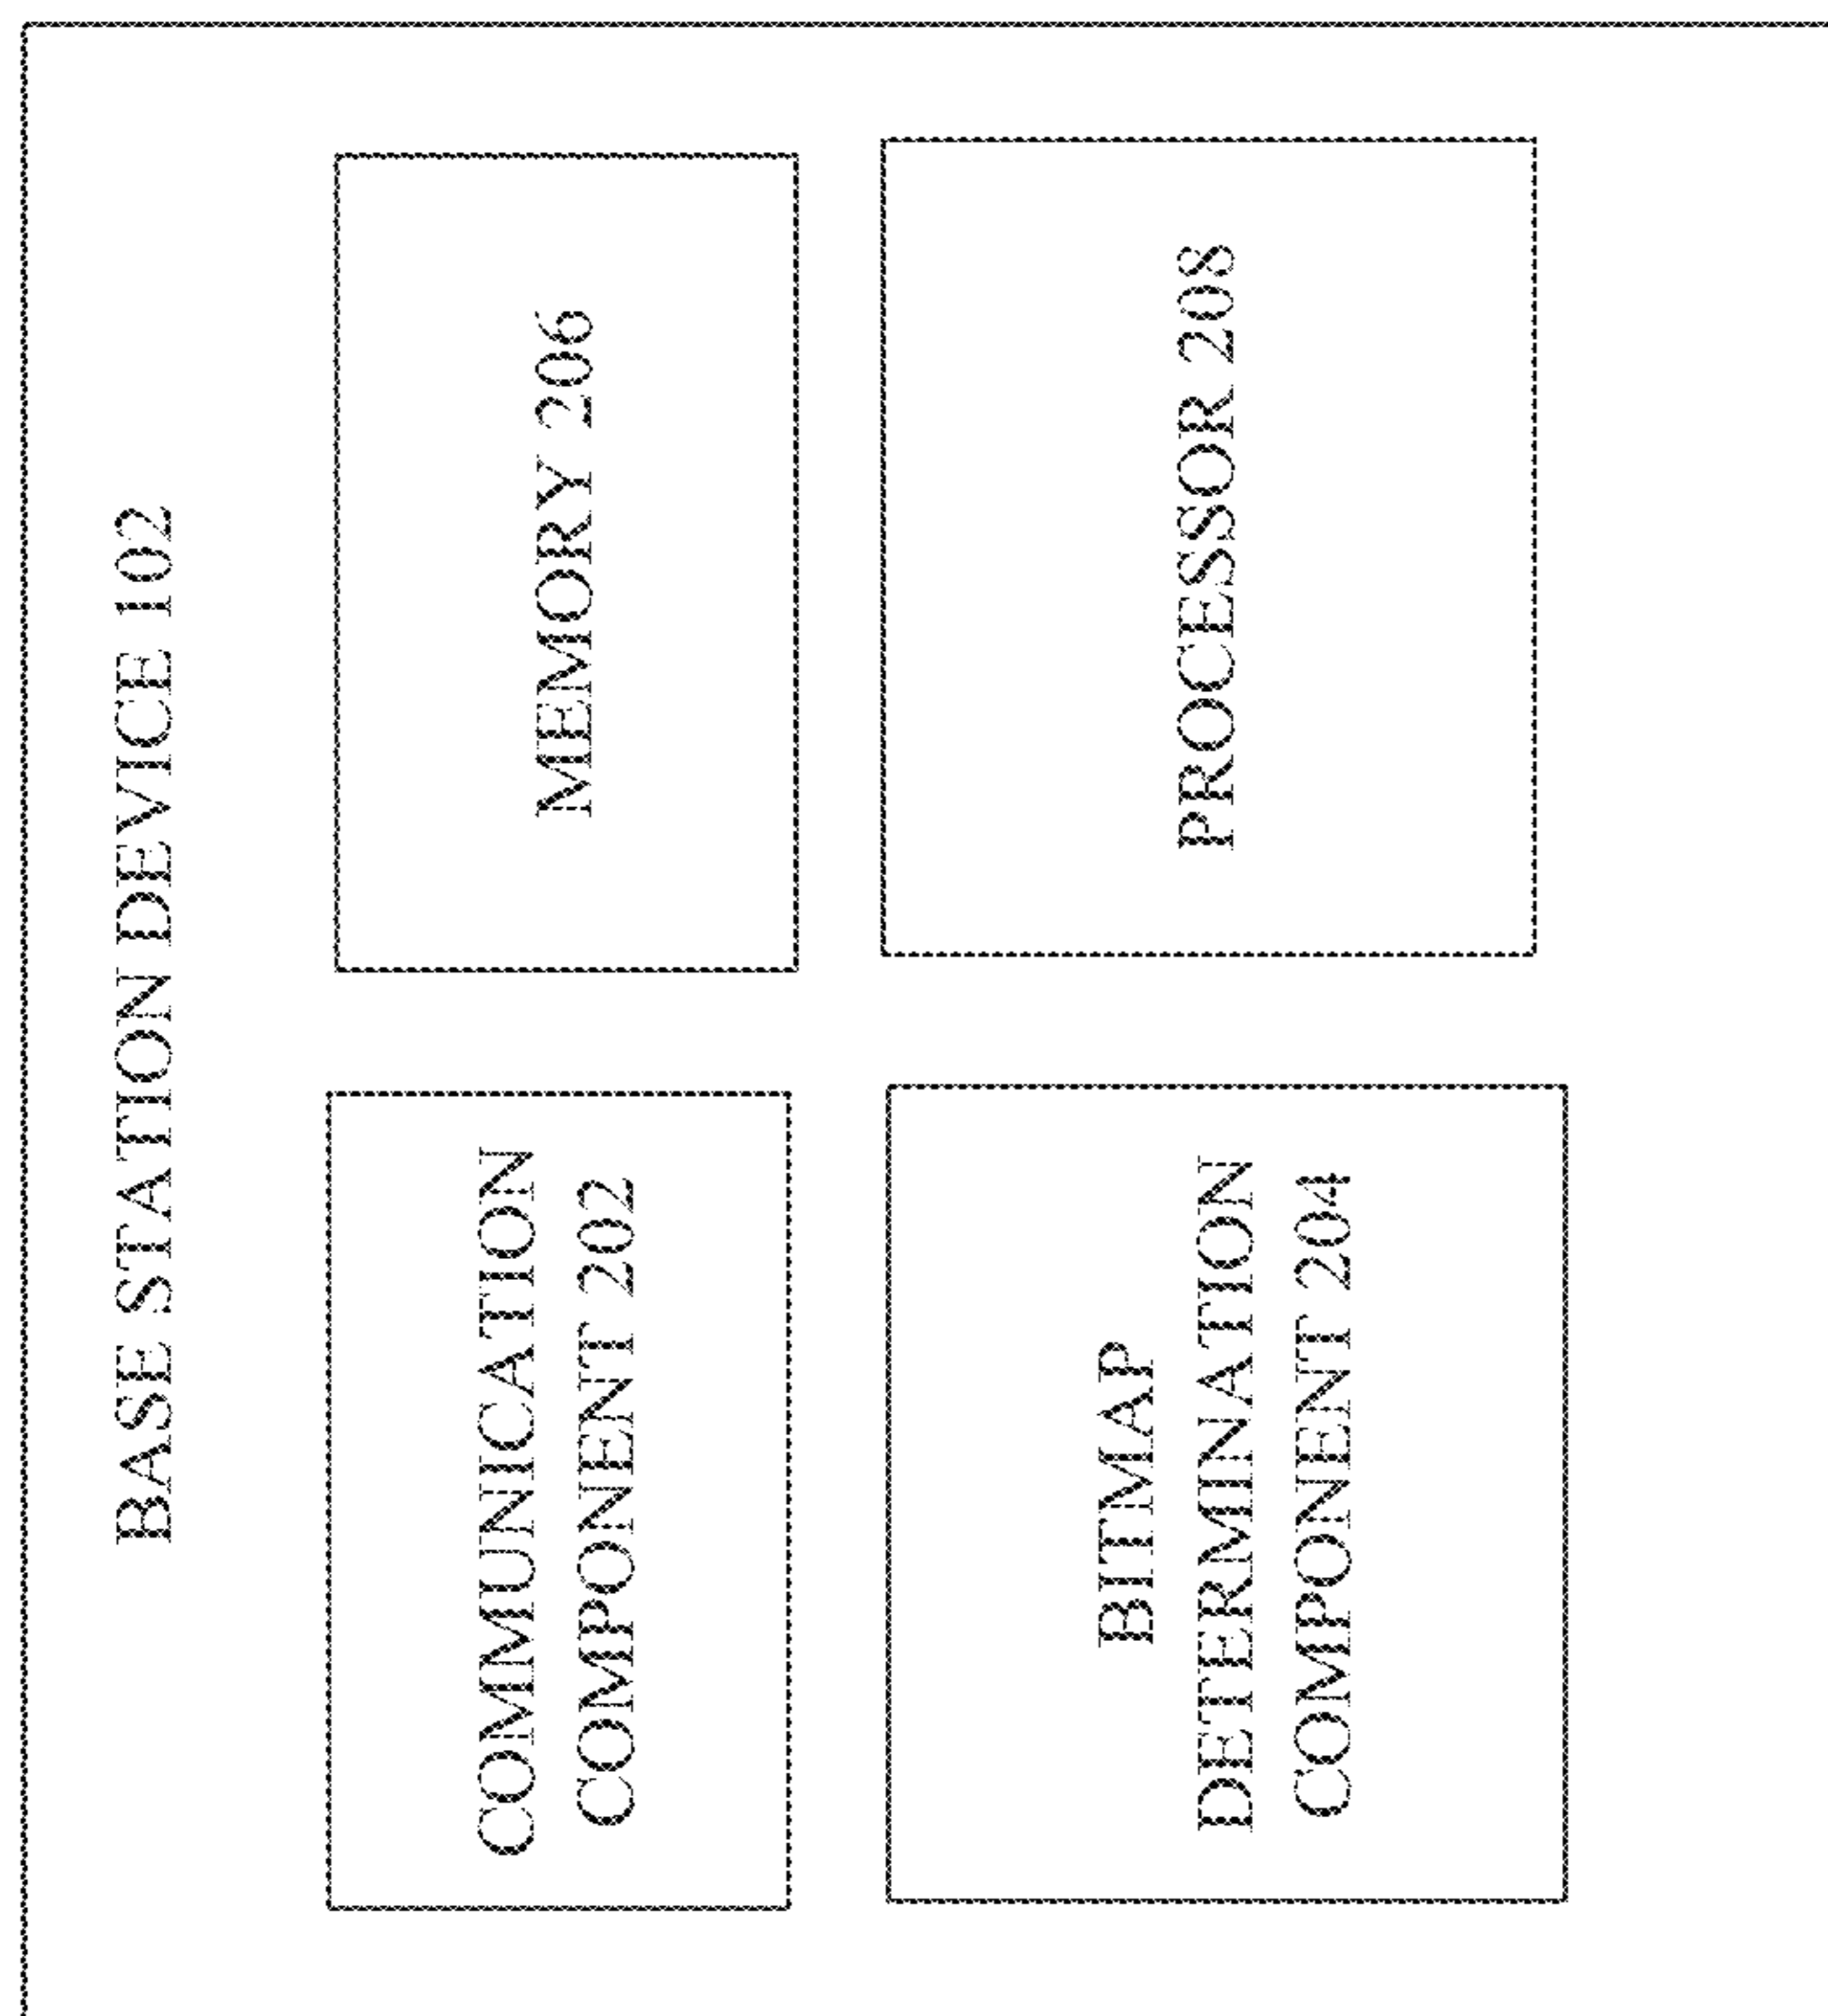 BASE STATION DEVICE 102
COMMUNICATION
COMPONENT 202
MEMORY 206
BITMAP
DETERMINATION
COMPONENT 204
PROCESSOR 208